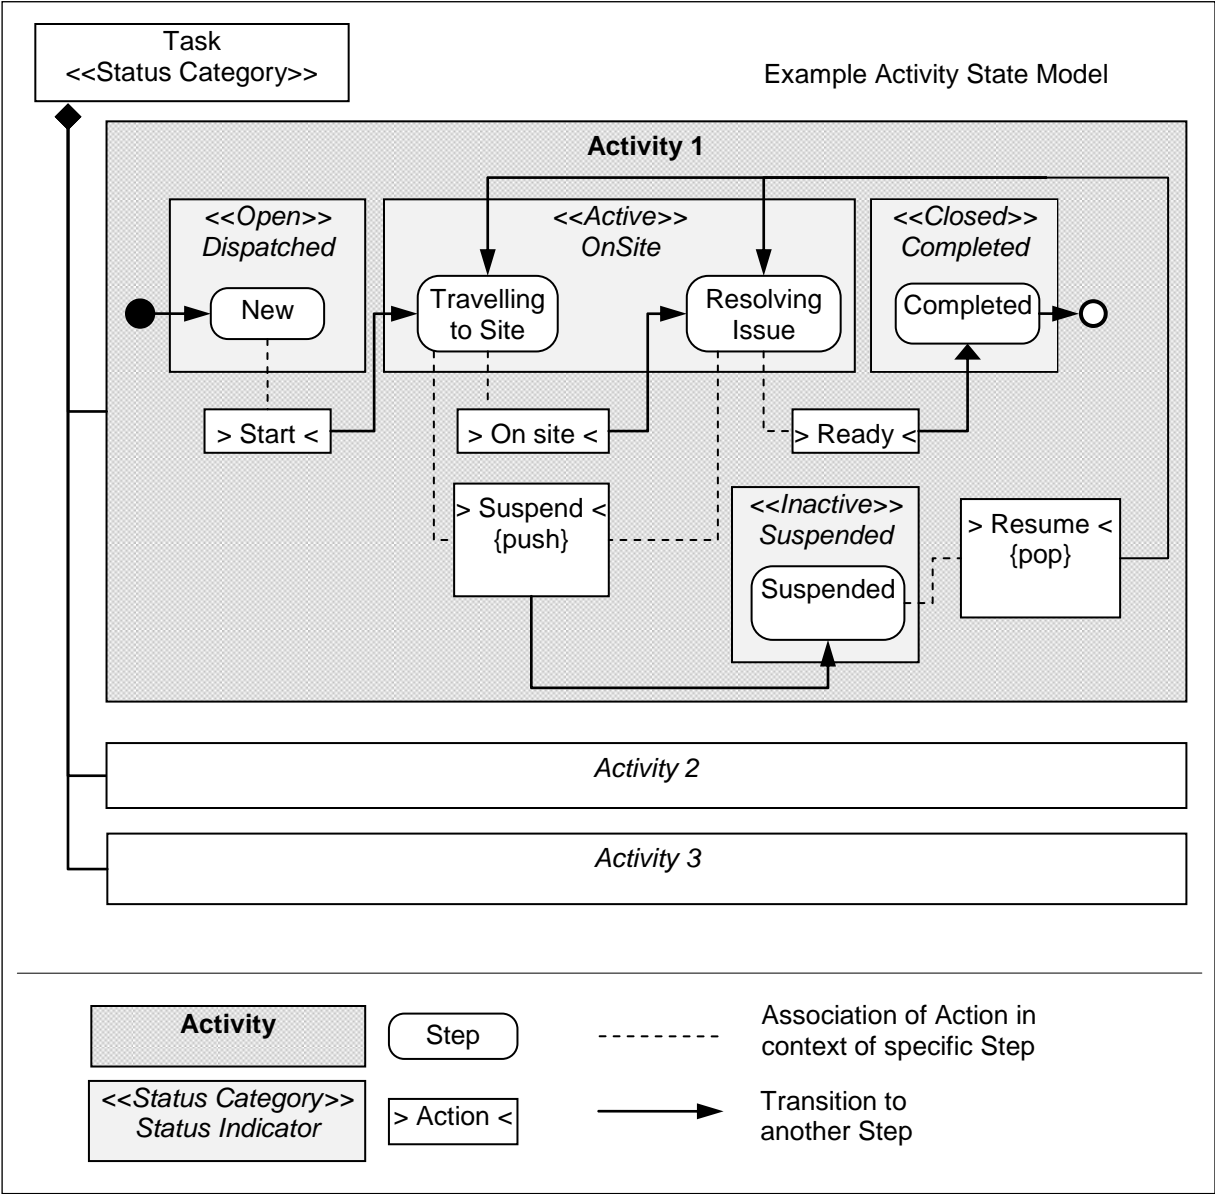 Task
<<Status Category>>
Example Activity State Model
Activity 1
<<Open>>
Dispatched
<<Active>>
OnSite
<<Closed>>
Completed
New
Travelling
to Site
Resolving
Issue
Completed
> Start <
> On site <
> Ready <
> Suspend <
{push}
<<Inactive>>
Suspended
Suspended
> Resume <
{pop}
Activity 2
Activity 3
Activity
Step
Association of Action in
context of specific Step
<<Status Category>>
Status Indicator
> Action <
Transition to
another Step